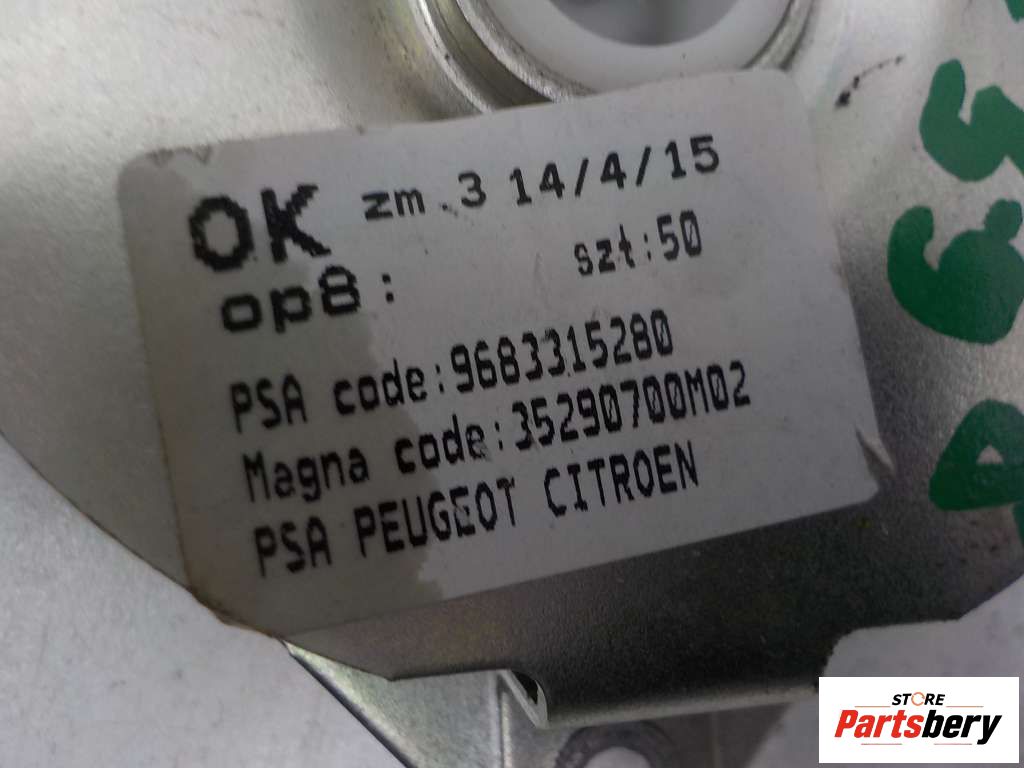 OK zm.3 14/4/15
op8: szt:50
PSA code:9683315280
Magna code:35290700M02
PSA PEUGEOT CITROEN
STORE
Partsbery